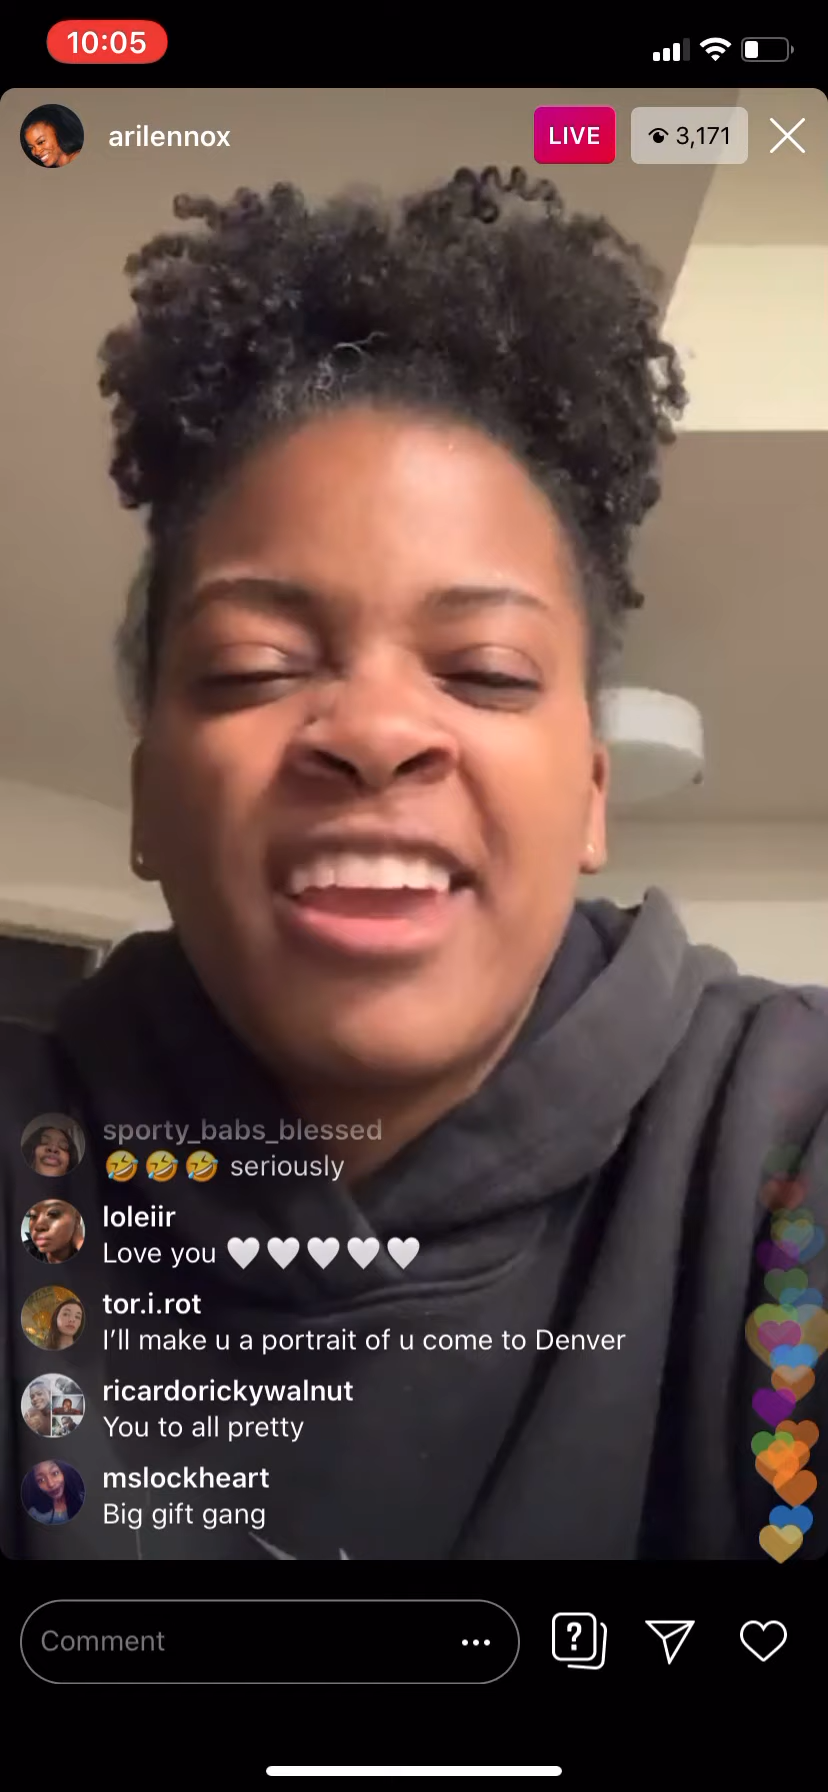 10:05
arilennox
LIVE
3,171
sporty_babs_blessed
🤣🤣🤣 seriously
loleiir
Love you 🤍🤍🤍🤍🤍
tor.i.rot
I’ll make u a portrait of u come to Denver
ricardorickywalnut
You to all pretty
mslockheart
Big gift gang
Comment